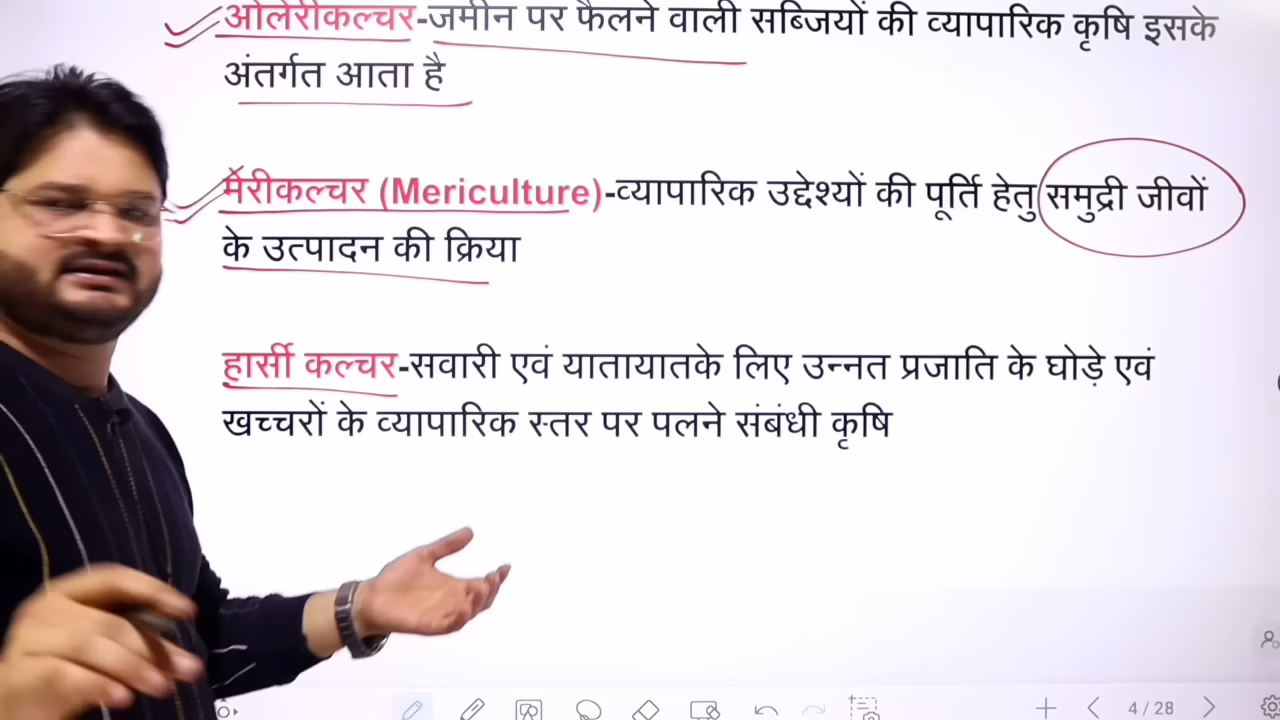 ओलेरीकल्चर-जमीन पर फैलने वाली सब्जियों की व्यापारिक कृषि इसके
अंतर्गत आता है
मेरीकल्चर (Mericulture)-व्यापारिक उद्देश्यों की पूर्ति हेतु समुद्री जीवों
के उत्पादन की क्रिया
हार्सी कल्चर-सवारी एवं यातायातके लिए उन्नत प्रजाति के घोड़े एवं
खच्चरों के व्यापारिक स्तर पर पलने संबंधी कृषि
4 / 28